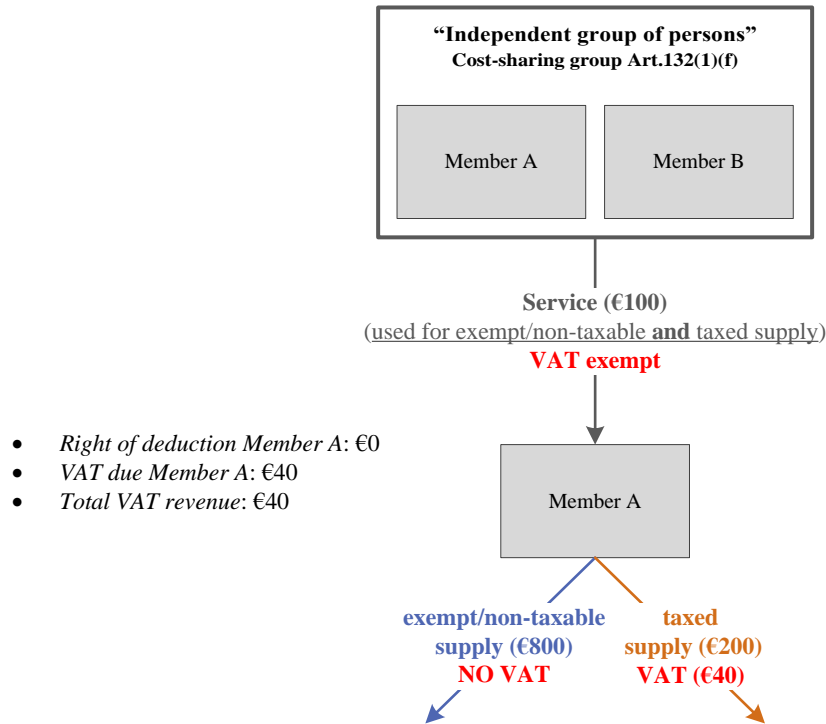 “Independent group of persons”
Cost-sharing group Art.132(1)(f)
Member A
Member B
Service (€100)
(used for exempt/non-taxable and taxed supply)
VAT exempt
• Right of deduction Member A: €0
• VAT due Member A: €40
• Total VAT revenue: €40
Member A
exempt/non-taxable
supply (€800)
NO VAT
taxed
supply (€200)
VAT (€40)